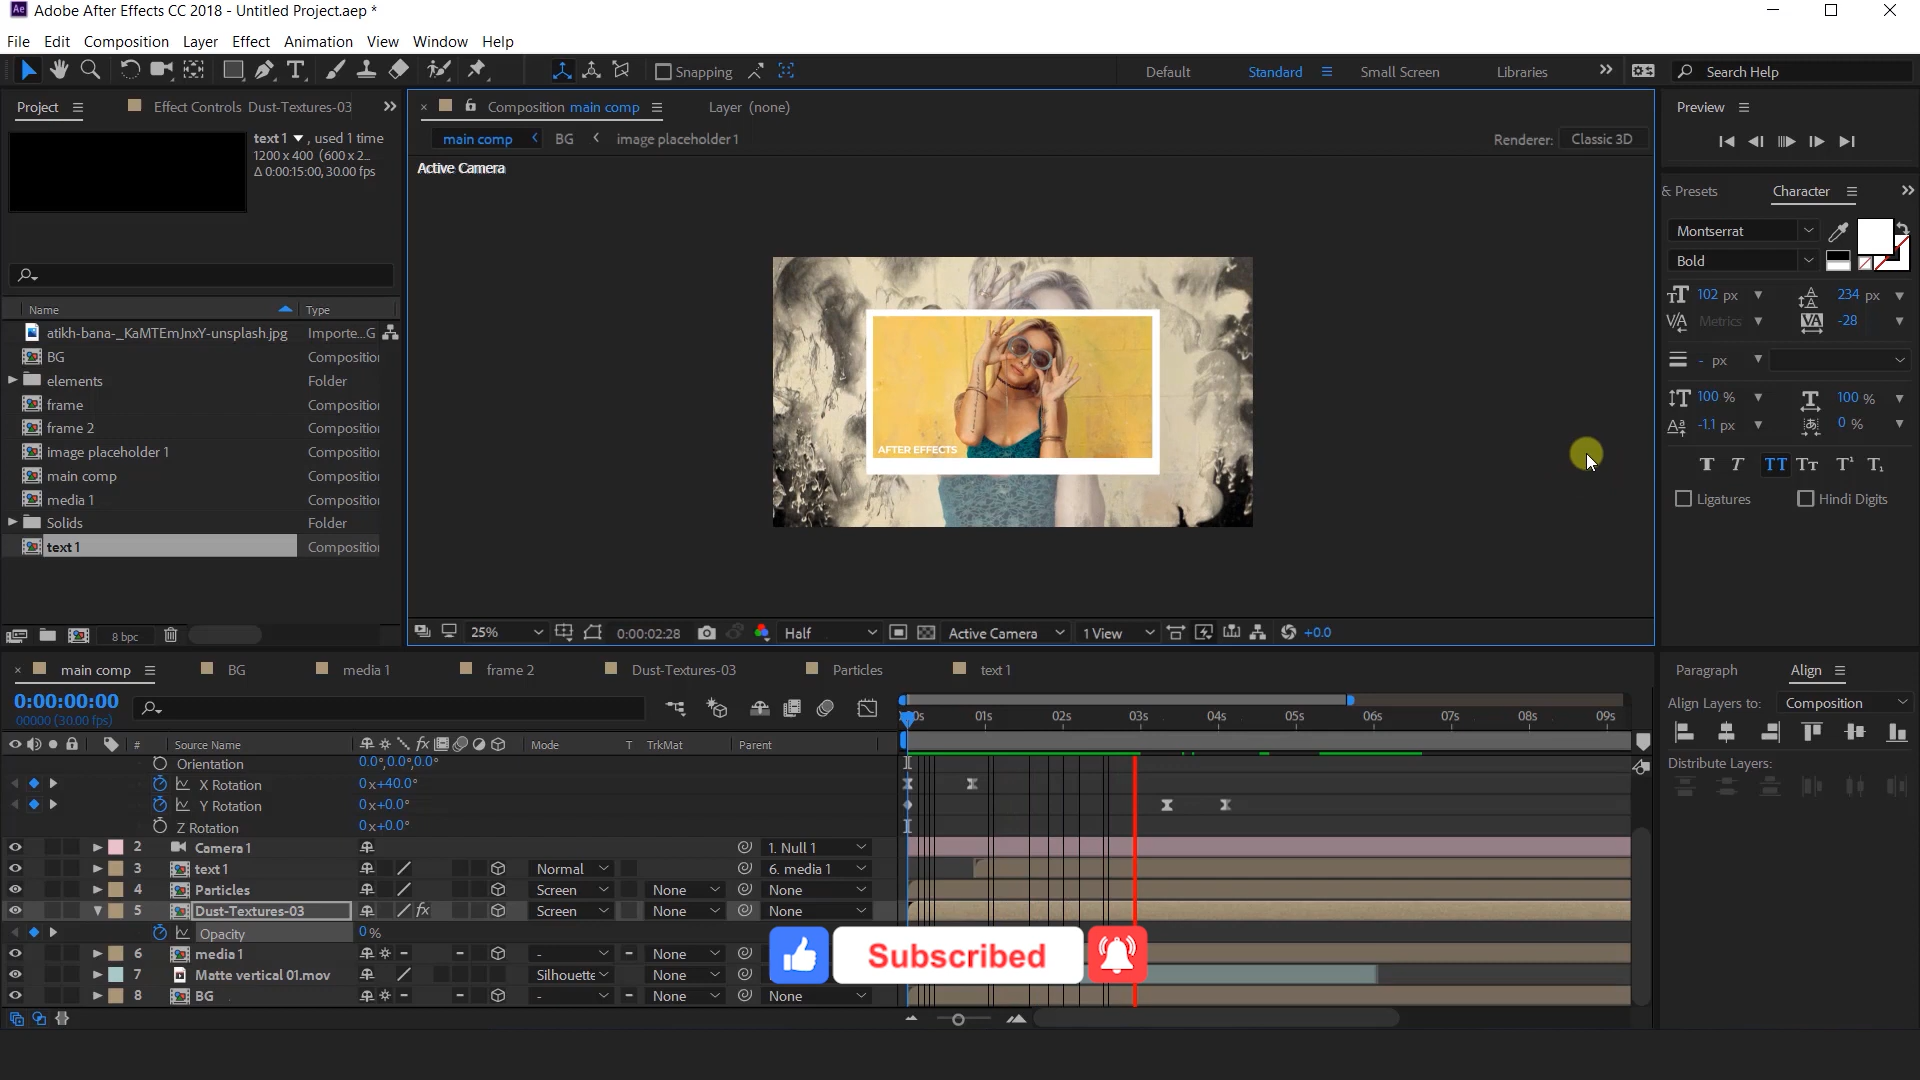 Ae Adobe After Effects CC 2018 - Untitled Project.aep *
File Edit Composition Layer Effect Animation View Window Help
Snapping Default Standard Small Screen Libraries Search Help
Project Effect Controls Dust-Textures-03 Composition main comp Layer (none) Preview
text 1 , used 1 time
1200 x 400 (600 x 2...
Δ 0:00:15:00, 30.00 fps
main comp BG image placeholder 1 Renderer: Classic 3D
Active Camera
& Presets Character
Montserrat
Bold
102 px 234 px
Metrics -28
- px
100 % 100 %
-1.1 px 0 %
T T TT Tт T¹ T₁
Ligatures Hindi Digits
Name Type
atikh-bana-_KaMTEmJnxY-unsplash.jpg Importe...G
BG Compositio
elements Folder
frame Compositio
frame 2 Compositio
image placeholder 1 Compositio
main comp Compositio
media 1 Compositio
Solids Folder
text 1 Compositio
8 bpc
AFTER EFFECTS
25% 0:00:02:28 Half Active Camera 1 View +0.0
main comp BG media 1 frame 2 Dust-Textures-03 Particles text 1
Paragraph Align
0:00:00:00
00000 (30.00 fps)
Align Layers to: Composition
Distribute Layers:
00s 01s 02s 03s 04s 05s 06s 07s 08s 09s
# Source Name fx Mode T TrkMat Parent
Orientation 0.0°,0.0°,0.0°
X Rotation 0x+40.0°
Y Rotation 0x+0.0°
Z Rotation 0x+0.0°
2 Camera 1 1. Null 1
3 text 1 Normal 6. media 1
4 Particles Screen None None
5 Dust-Textures-03 fx Screen None None
Opacity 0 %
6 media 1 - None None
7 Matte vertical 01.mov Silhouette None None
8 BG - None None
Subscribed